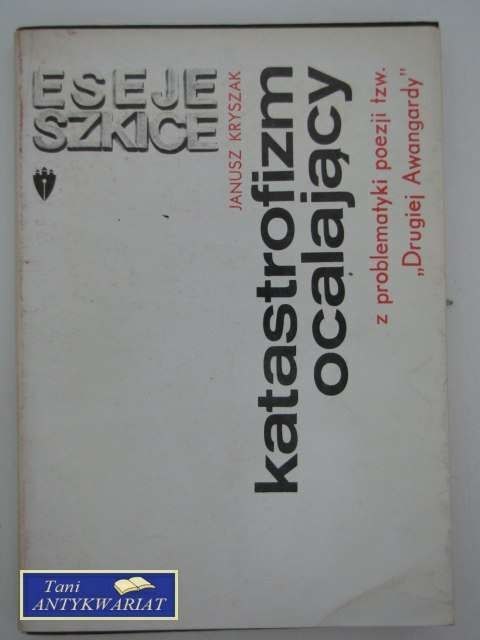 ESEJE
SZKICE
JANUSZ KRYSZAK
katastrofizm
ocalający
z problematyki poezji tzw.
„Drugiej Awangardy”
Tani
ANTYKWARIAT